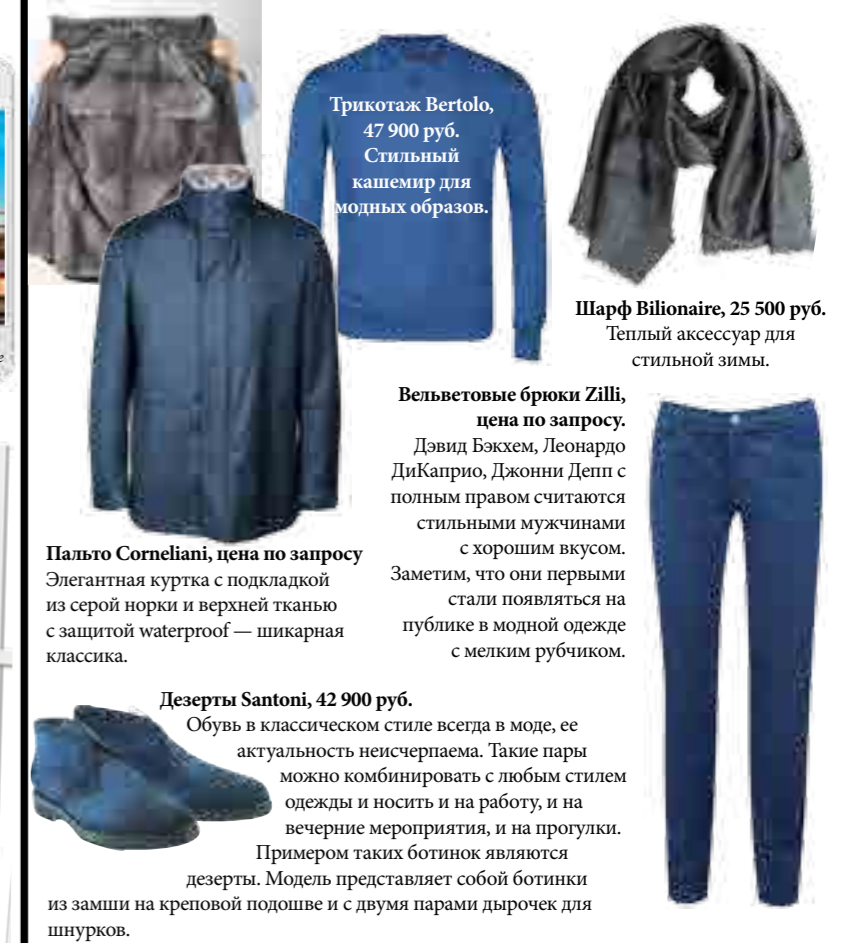 Трикотаж Bertolo,
47 900 руб.
Стильный
кашемир для
модных образов.
Шарф Bilionaire, 25 500 руб.
Теплый аксессуар для
стильной зимы.
Вельветовые брюки Zilli,
цена по запросу.
Дэвид Бэкхем, Леонардо
ДиКаприо, Джонни Депп с
полным правом считаются
стильными мужчинами
с хорошим вкусом.
Заметим, что они первыми
стали появляться на
публике в модной одежде
с мелким рубчиком.
Пальто Corneliani, цена по запросу
Элегантная куртка с подкладкой
из серой норки и верхней тканью
с защитой waterproof — шикарная
классика.
Дезерты Santoni, 42 900 руб.
Обувь в классическом стиле всегда в моде, ее
актуальность неисчерпаема. Такие пары
можно комбинировать с любым стилем
одежды и носить и на работу, и на
вечерние мероприятия, и на прогулки.
Примером таких ботинок являются
дезерты. Модель представляет собой ботинки
из замши на креповой подошве и с двумя парами дырочек для
шнурков.